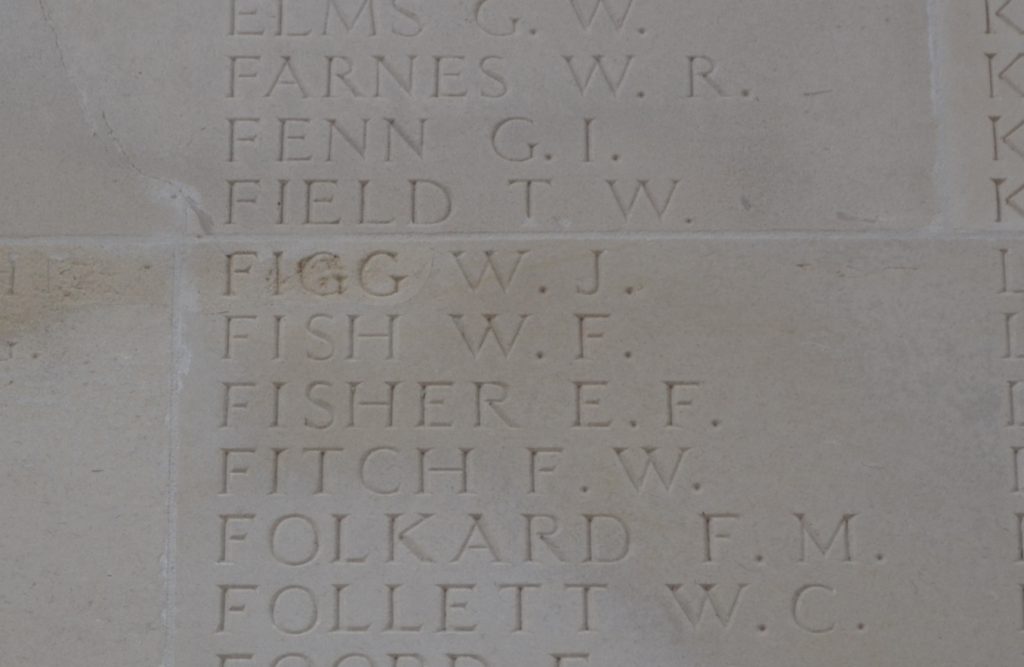 ELMS G. W.
FARNES W. R.
FENN G. I.
FIELD T W.
FIGG W. J.
FISH W. F.
FISHER E. F.
FITCH F. W.
FOLKARD F. M.
FOLLETT W. C.